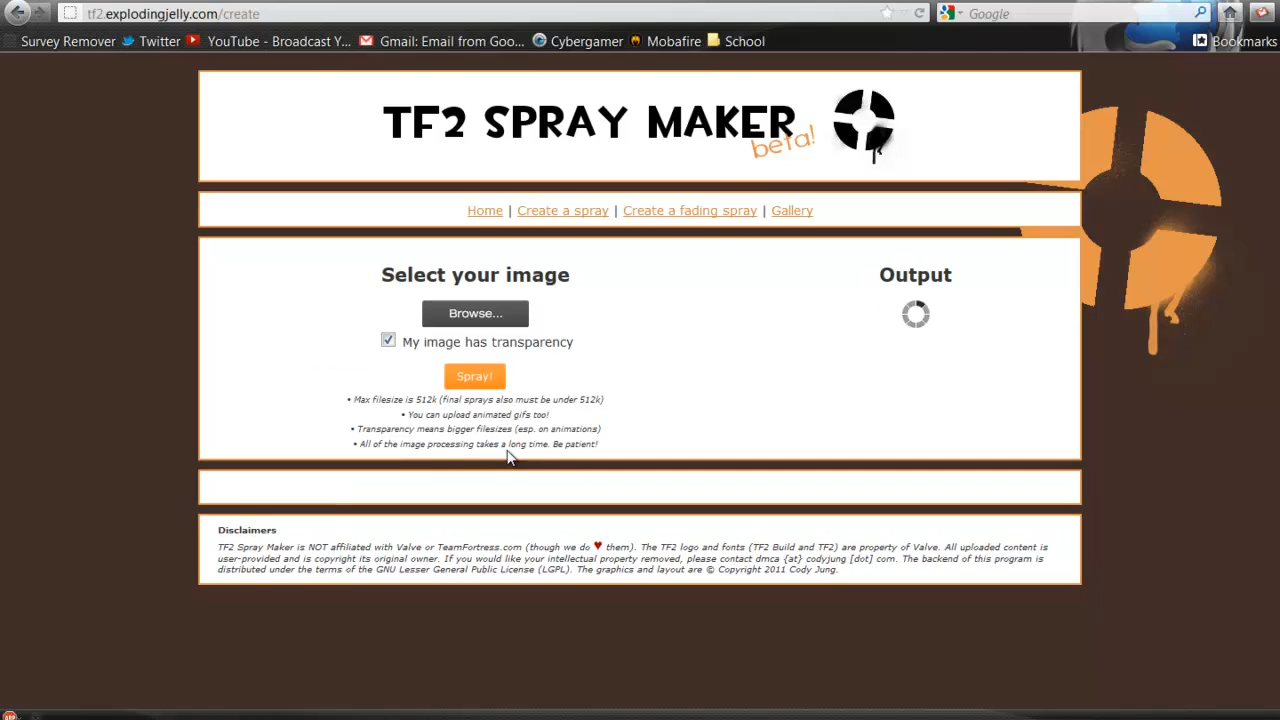 tf2.explodingjelly.com/create
Google
Survey Remover Twitter YouTube - Broadcast Y... Gmail: Email from Goo... Cybergamer Mobafire School Bookmarks
TF2 SPRAY MAKER
beta!
Home | Create a spray | Create a fading spray | Gallery
Select your image
Output
Browse...
My image has transparency
Spray!
• Max filesize is 512k (final sprays also must be under 512k)
• You can upload animated gifs too!
• Transparency means bigger filesizes (esp. on animations)
• All of the image processing takes a long time. Be patient!
Disclaimers
TF2 Spray Maker is NOT affiliated with Valve or TeamFortress.com (though we do ♥ them). The TF2 logo and fonts (TF2 Build and TF2) are property of Valve. All uploaded content is
user-provided and is copyright its original owner. If you would like your intellectual property removed, please contact dmca {at} codyjung [dot] com. The backend of this program is
distributed under the terms of the GNU Lesser General Public License (LGPL). The graphics and layout are © Copyright 2011 Cody Jung.